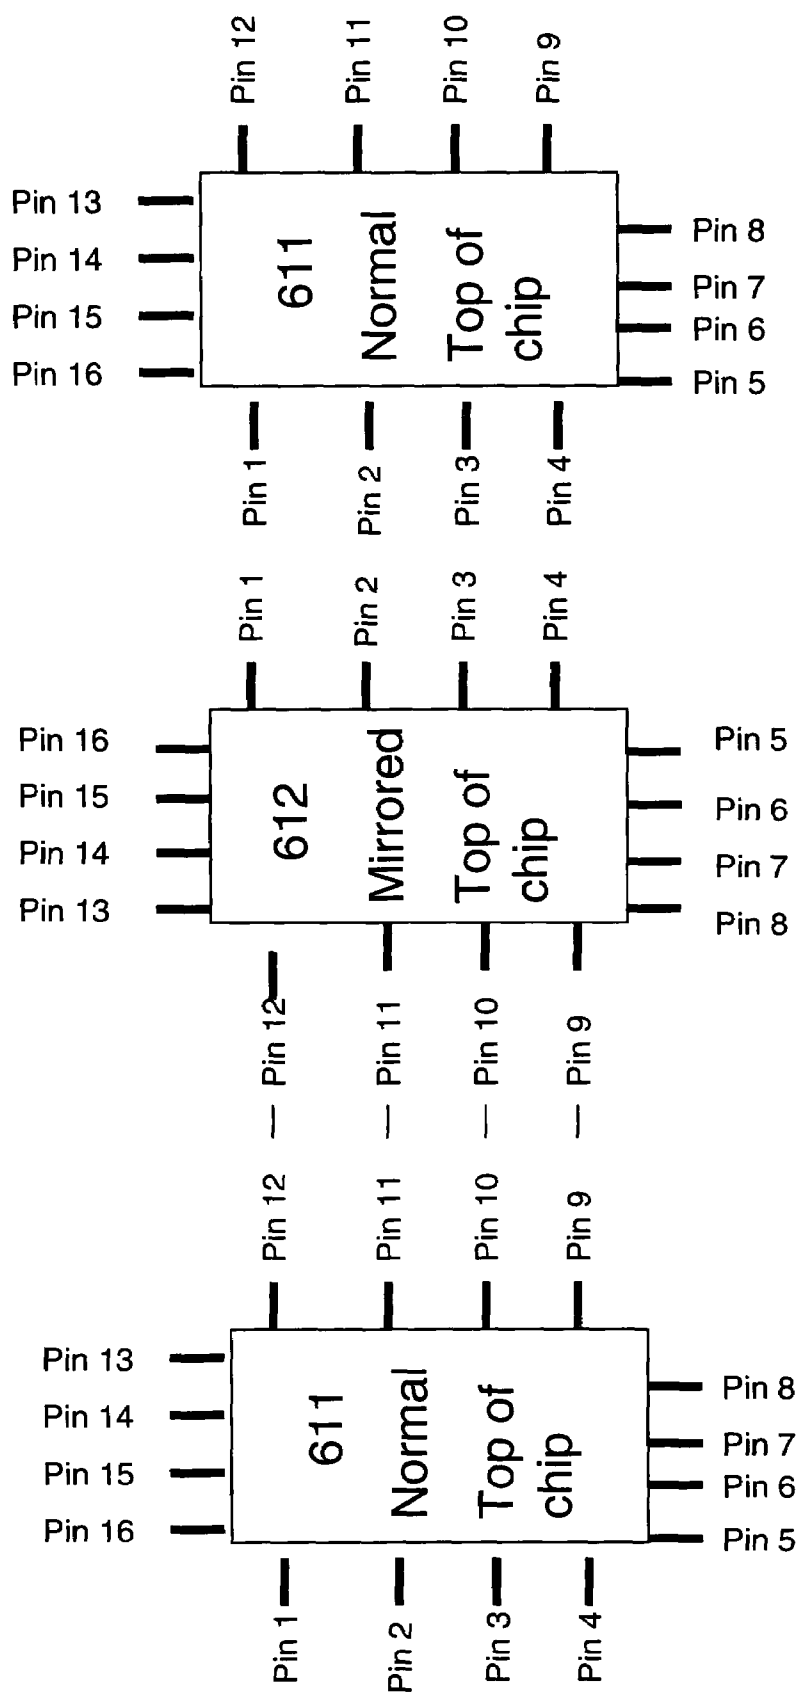 Pin 12
Pin 11
Pin 10
Pin 9
Pin 13
Pin 14
Pin 15
Pin 16
611
Normal
Top of
chip
Pin 8
Pin 7
Pin 6
Pin 5
Pin 1
Pin 2
Pin 3
Pin 4
Pin 1
Pin 2
Pin 3
Pin 4
Pin 16
Pin 15
Pin 14
Pin 13
612
Mirrored
Top of
chip
Pin 5
Pin 6
Pin 7
Pin 8
Pin 12
Pin 11
Pin 10
Pin 9
Pin 12
Pin 11
Pin 10
Pin 9
Pin 13
Pin 14
Pin 15
Pin 16
611
Normal
Top of
chip
Pin 8
Pin 7
Pin 6
Pin 5
Pin 1
Pin 2
Pin 3
Pin 4